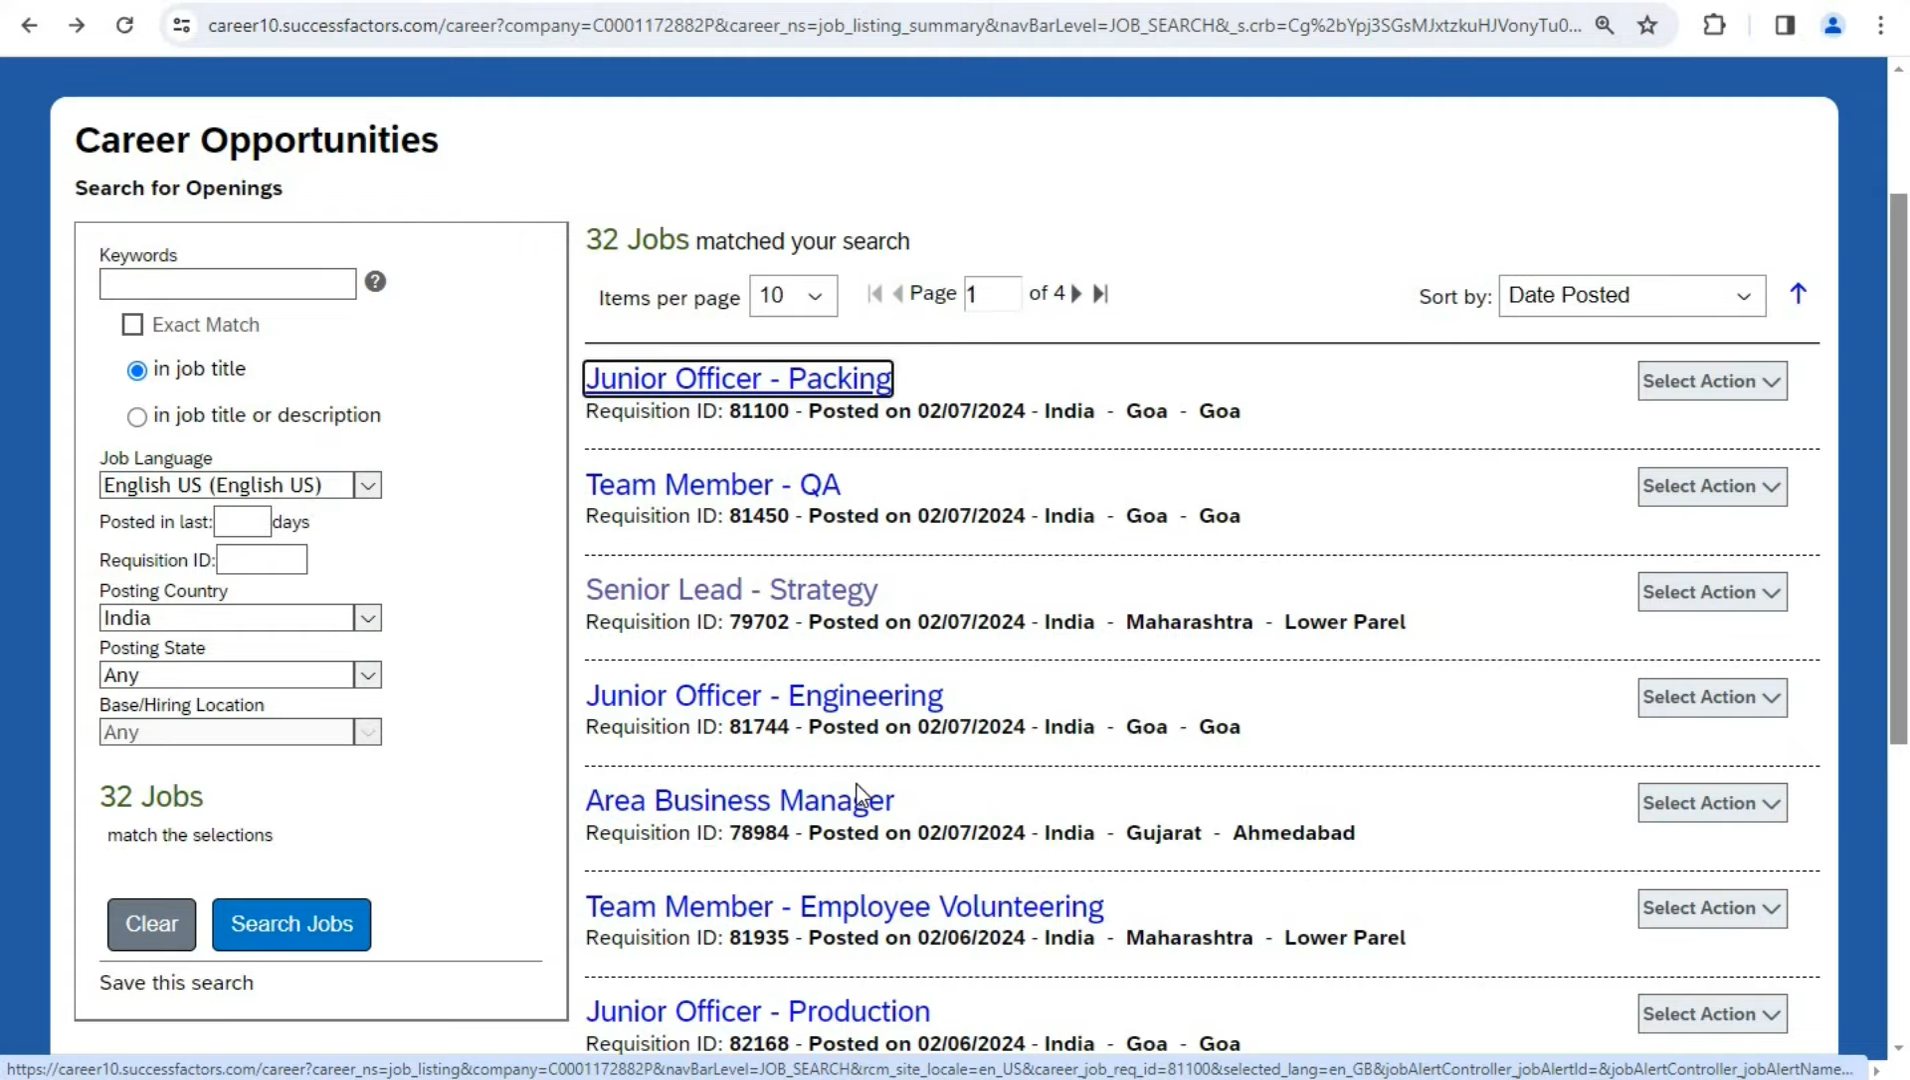 career10.successfactors.com/career?company=C0001172882P&career_ns=job_listing_summary&navBarLevel=JOB_SEARCH&_s.crb=Cg%2bYpj3SGsMJxtzkuHJVonyTu0...
Career Opportunities
Search for Openings
Keywords
?
Exact Match
in job title
in job title or description
Job Language
English US (English US)
Posted in last: days
Requisition ID:
Posting Country
India
Posting State
Any
Base/Hiring Location
Any
32 Jobs
match the selections
Clear Search Jobs
Save this search
32 Jobs matched your search
Items per page 10 Page 1 of 4 Sort by: Date Posted
Junior Officer - Packing Select Action
Requisition ID: 81100 - Posted on 02/07/2024 - India - Goa - Goa
Team Member - QA Select Action
Requisition ID: 81450 - Posted on 02/07/2024 - India - Goa - Goa
Senior Lead - Strategy Select Action
Requisition ID: 79702 - Posted on 02/07/2024 - India - Maharashtra - Lower Parel
Junior Officer - Engineering Select Action
Requisition ID: 81744 - Posted on 02/07/2024 - India - Goa - Goa
Area Business Manager Select Action
Requisition ID: 78984 - Posted on 02/07/2024 - India - Gujarat - Ahmedabad
Team Member - Employee Volunteering Select Action
Requisition ID: 81935 - Posted on 02/06/2024 - India - Maharashtra - Lower Parel
Junior Officer - Production Select Action
Requisition ID: 82168 - Posted on 02/06/2024 - India - Goa - Goa
https://career10.successfactors.com/career?career_ns=job_listing&company=C0001172882P&navBarLevel=JOB_SEARCH&rcm_site_locale=en_US&career_job_req_id=81100&selected_lang=en_GB&jobAlertController_jobAlertId=&jobAlertController_jobAlertName...